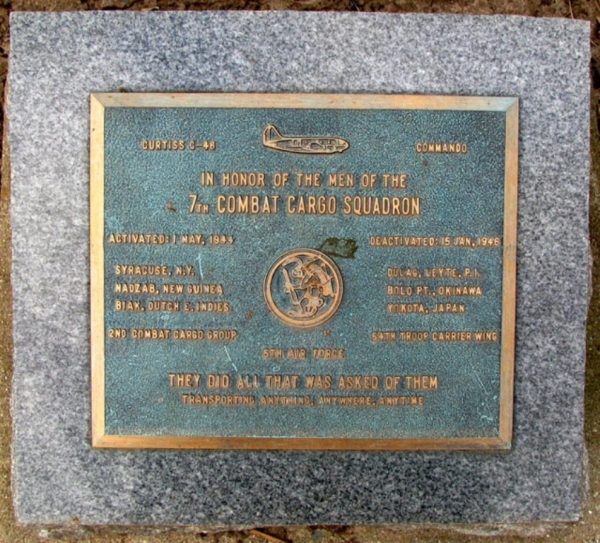 CURTISS C-46 COMMANDO
IN HONOR OF THE MEN OF THE
7TH COMBAT CARGO SQUADRON
ACTIVATED: 1 MAY, 1944 DEACTIVATED: 15 JAN, 1946
SYRACUSE, N.Y. DULAG, LEYTE, P.I.
NADZAB, NEW GUINEA BOLO PT., OKINAWA
BIAK, DUTCH E. INDIES YOKOTA, JAPAN
2ND COMBAT CARGO GROUP 54TH TROOP CARRIER WING
5TH AIR FORCE
THEY DID ALL THAT WAS ASKED OF THEM
TRANSPORTING ANYTHING, ANYWHERE, ANYTIME